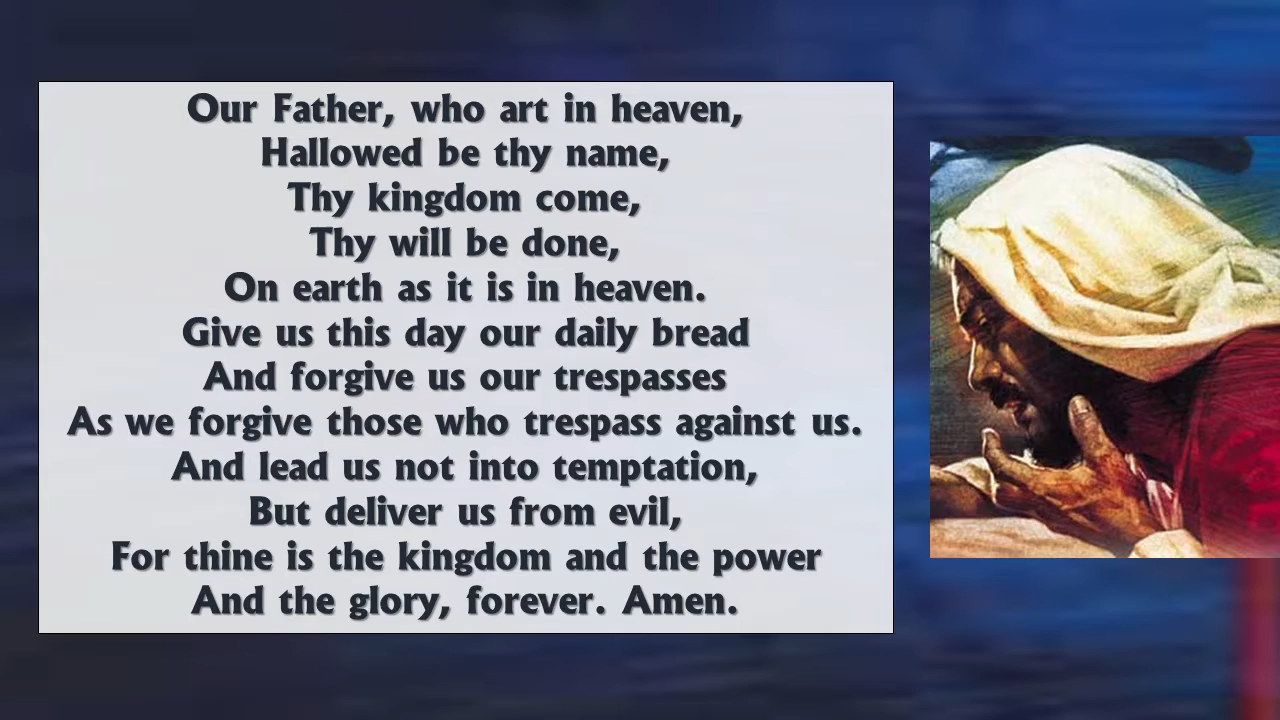 Our Father, who art in heaven,
Hallowed be thy name,
Thy kingdom come,
Thy will be done,
On earth as it is in heaven.
Give us this day our daily bread
And forgive us our trespasses
As we forgive those who trespass against us.
And lead us not into temptation,
But deliver us from evil,
For thine is the kingdom and the power
And the glory, forever. Amen.